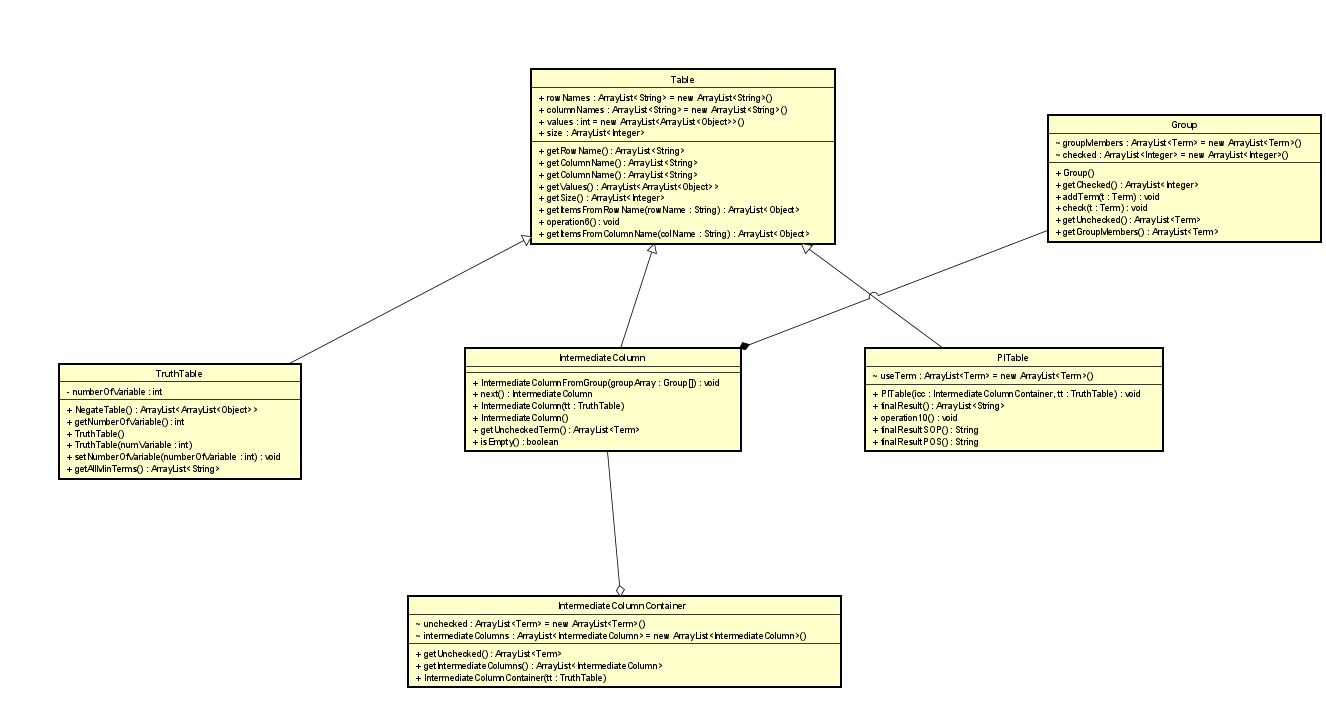 Table
+ rowNames : ArrayList<String> = new ArrayList<String>()
+ columnNames : ArrayList<String> = new ArrayList<String>()
+ values : int = new ArrayList<ArrayList<Object>>()
+ size : ArrayList<Integer>
+ getRowName() : ArrayList<String>
+ getColumnName() : ArrayList<String>
+ getColumnName() : ArrayList<String>
+ getValues() : ArrayList<ArrayList<Object>>
+ getSize() : ArrayList<Integer>
+ getItemsFromRowName(rowName : String) : ArrayList<Object>
+ operation6() : void
+ getItemsFromColumnName(colName : String) : ArrayList<Object>
Group
~ groupMembers : ArrayList<Term> = new ArrayList<Term>()
~ checked : ArrayList<Integer> = new ArrayList<Integer>()
+ Group()
+ getChecked() : ArrayList<Integer>
+ addTerm(t : Term) : void
+ check(t : Term) : void
+ getUnchecked() : ArrayList<Term>
+ getGroupMembers() : ArrayList<Term>
TruthTable
- numberOfVariable : int
+ NegateTable() : ArrayList<ArrayList<Object>>
+ getNumberOfVariable() : int
+ TruthTable()
+ TruthTable(numVariable : int)
+ setNumberOfVariable(numberOfVariable : int) : void
+ getAllMinTerms() : ArrayList<String>
IntermediateColumn
+ IntermediateColumnFromGroup(groupArray : Group[]) : void
+ next() : IntermediateColumn
+ IntermediateColumn(tt : TruthTable)
+ IntermediateColumn()
+ getUncheckedTerm() : ArrayList<Term>
+ isEmpty() : boolean
PITable
~ useTerm : ArrayList<Term> = new ArrayList<Term>()
+ PITable(icc : IntermediateColumnContainer, tt : TruthTable) : void
+ finalResult() : ArrayList<String>
+ operation10() : void
+ finalResultSOP() : String
+ finalResultPOS() : String
IntermediateColumnContainer
~ unchecked : ArrayList<Term> = new ArrayList<Term>()
~ intermediateColumns : ArrayList<IntermediateColumn> = new ArrayList<IntermediateColumn>()
+ getUnchecked() : ArrayList<Term>
+ getIntermediateColumns() : ArrayList<IntermediateColumn>
+ IntermediateColumnContainer(tt : TruthTable)